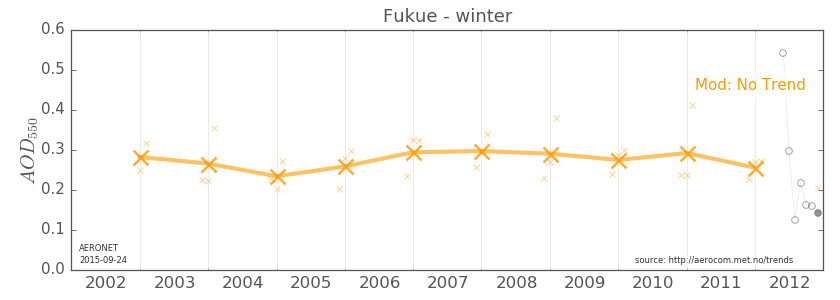 Fukue - winter
0.6
0.5
0.4
0.3
0.2
0.1
0.0
AOD550
Mod: No Trend
AERONET
2015-09-24
source: http://aerocom.met.no/trends
2002 2003 2004 2005 2006 2007 2008 2009 2010 2011 2012